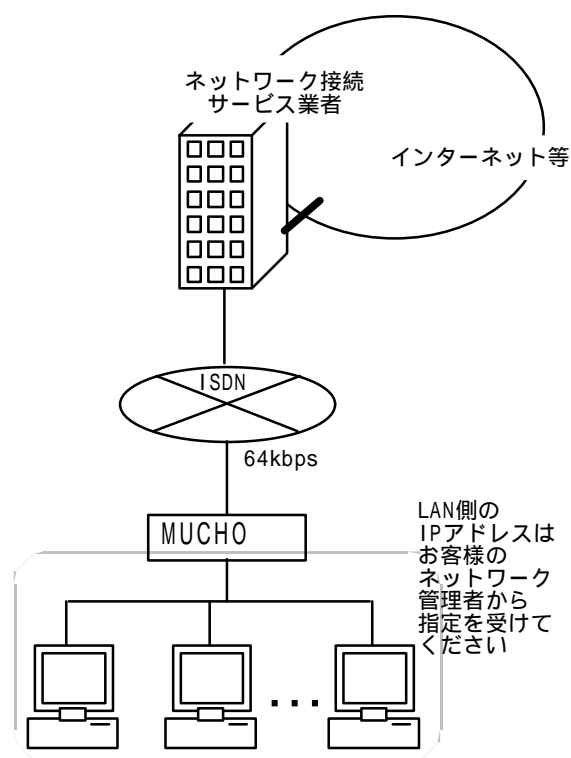 ネットワーク接続
サービス業者
インターネット等
ISDN
64kbps
MUCHO
LAN側の
IPアドレスは
お客様の
ネットワーク
管理者から
指定を受けて
ください